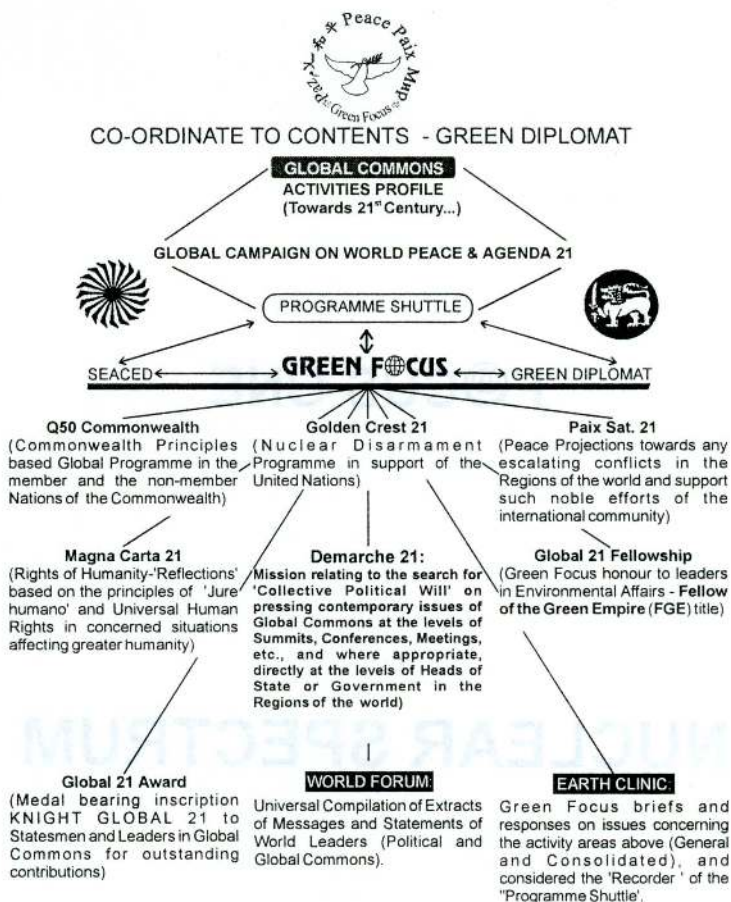 和平 Peace Paix Мир
Paz
Green Focus
CO-ORDINATE TO CONTENTS - GREEN DIPLOMAT
GLOBAL COMMONS
ACTIVITIES PROFILE
(Towards 21st Century...)
GLOBAL CAMPAIGN ON WORLD PEACE & AGENDA 21
PROGRAMME SHUTTLE
SEACED
GREEN FOCUS
GREEN DIPLOMAT
Q50 Commonwealth
(Commonwealth Principles
based Global Programme in the
member and the non-member
Nations of the Commonwealth)
Golden Crest 21
(Nuclear Disarmament
Programme in support of the
United Nations)
Paix Sat. 21
(Peace Projections towards any
escalating conflicts in the
Regions of the world and support
such noble efforts of the
international community)
Magna Carta 21
(Rights of Humanity-'Reflections'
based on the principles of 'Jure
humano' and Universal Human
Rights in concerned situations
affecting greater humanity)
Demarche 21:
Mission relating to the search for
'Collective Political Will' on
pressing contemporary issues of
Global Commons at the levels of
Summits, Conferences, Meetings,
etc., and where appropriate,
directly at the levels of Heads of
State or Government in the
Regions of the world)
Global 21 Fellowship
(Green Focus honour to leaders
in Environmental Affairs - Fellow
of the Green Empire (FGE) title)
Global 21 Award
(Medal bearing inscription
KNIGHT GLOBAL 21 to
Statesmen and Leaders in Global
Commons for outstanding
contributions)
WORLD FORUM:
Universal Compilation of Extracts
of Messages and Statements of
World Leaders (Political and
Global Commons).
EARTH CLINIC:
Green Focus briefs and
responses on issues concerning
the activity areas above (General
and Consolidated), and
considered the 'Recorder ' of the
"Programme Shuttle'.
NUCLEAR SPECTRUM